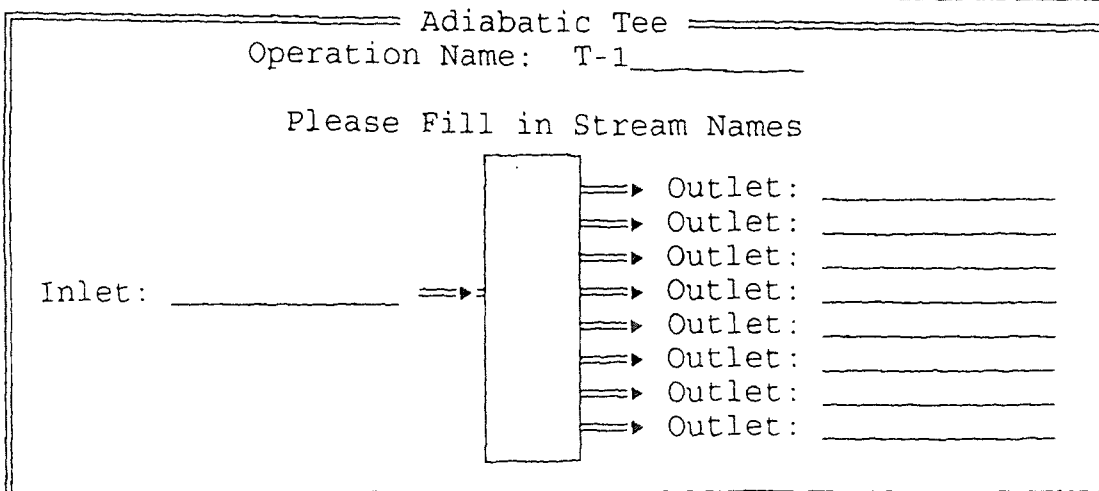 Adiabatic Tee
Operation Name: T-1
Please Fill in Stream Names
Outlet:
Outlet:
Outlet:
Inlet: Outlet:
Outlet:
Outlet:
Outlet:
Outlet: